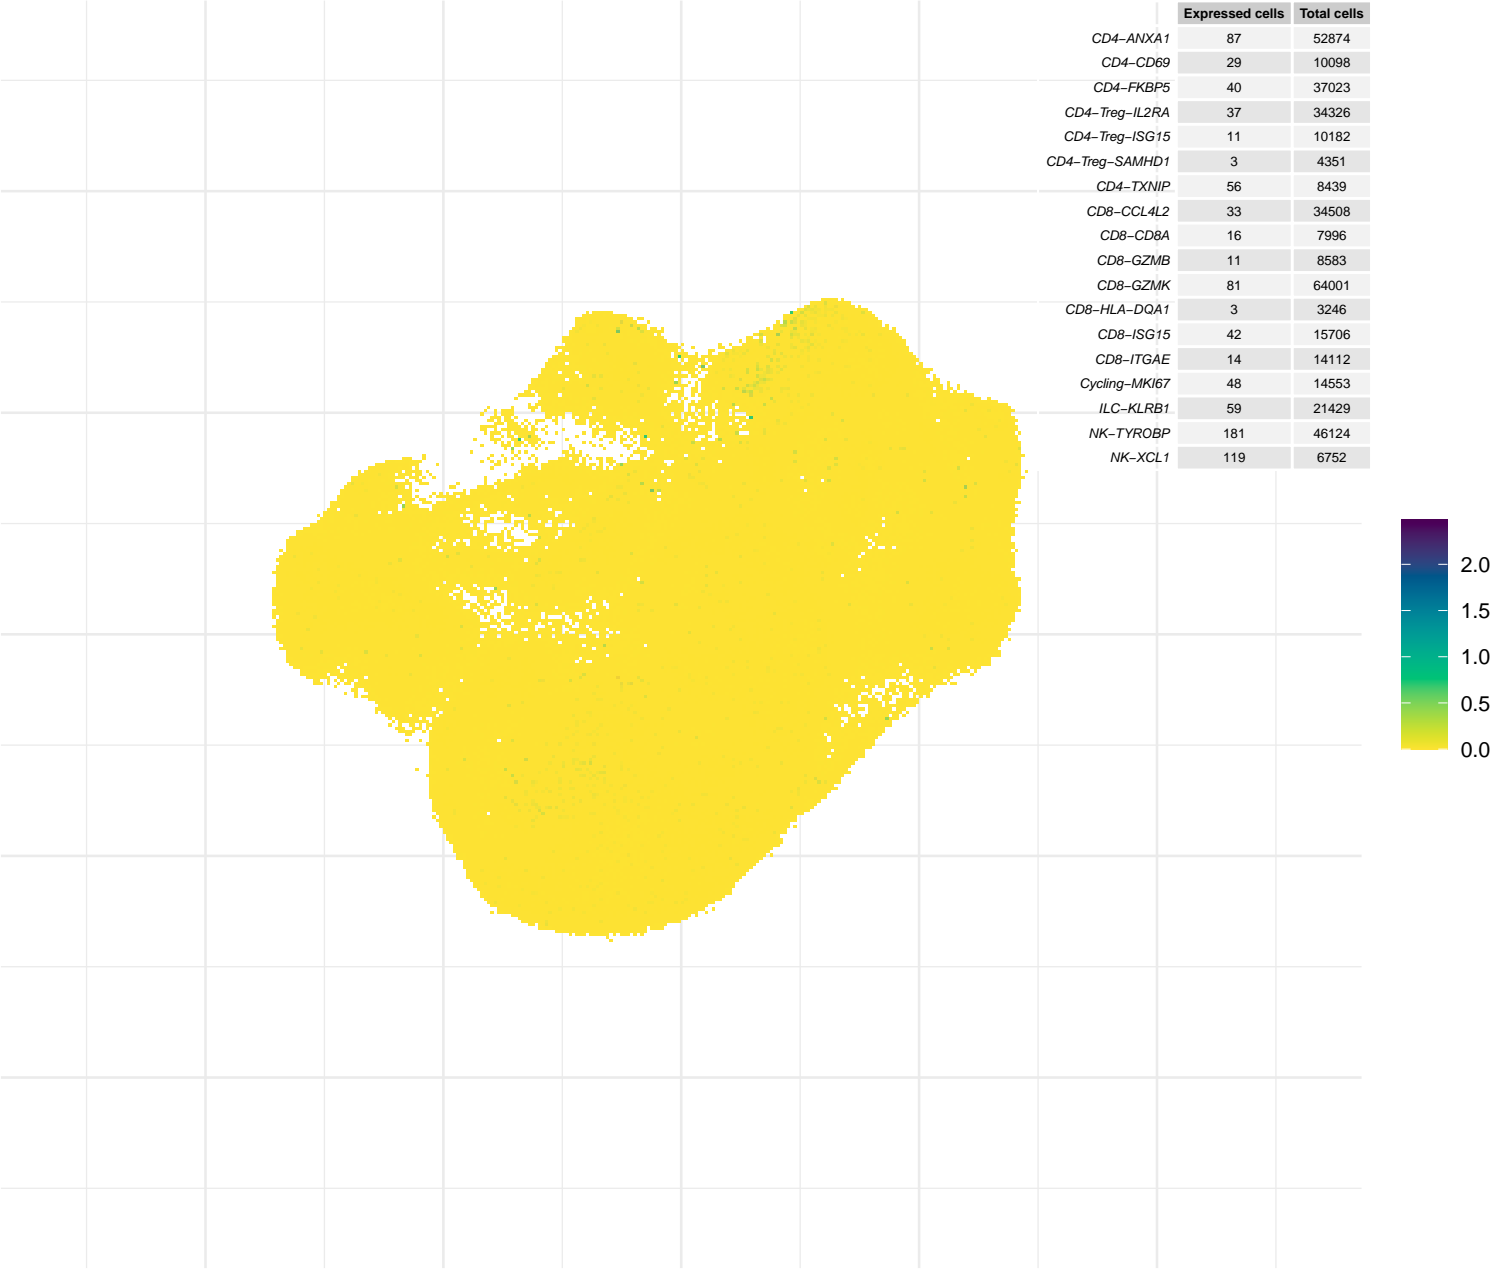 Expressed cells Total cells
CD4−ANXA1 87 52874
CD4−CD69 29 10098
CD4−FKBP5 40 37023
CD4−Treg−IL2RA 37 34326
CD4−Treg−ISG15 11 10182
CD4−Treg−SAMHD1 3 4351
CD4−TXNIP 56 8439
CD8−CCL4L2 33 34508
CD8−CD8A 16 7996
CD8−GZMB 11 8583
CD8−GZMK 81 64001
CD8−HLA−DQA1 3 3246
CD8−ISG15 42 15706
CD8−ITGAE 14 14112
Cycling−MKI67 48 14553
ILC−KLRB1 59 21429
NK−TYROBP 181 46124
NK−XCL1 119 6752
2.0
1.5
1.0
0.5
0.0